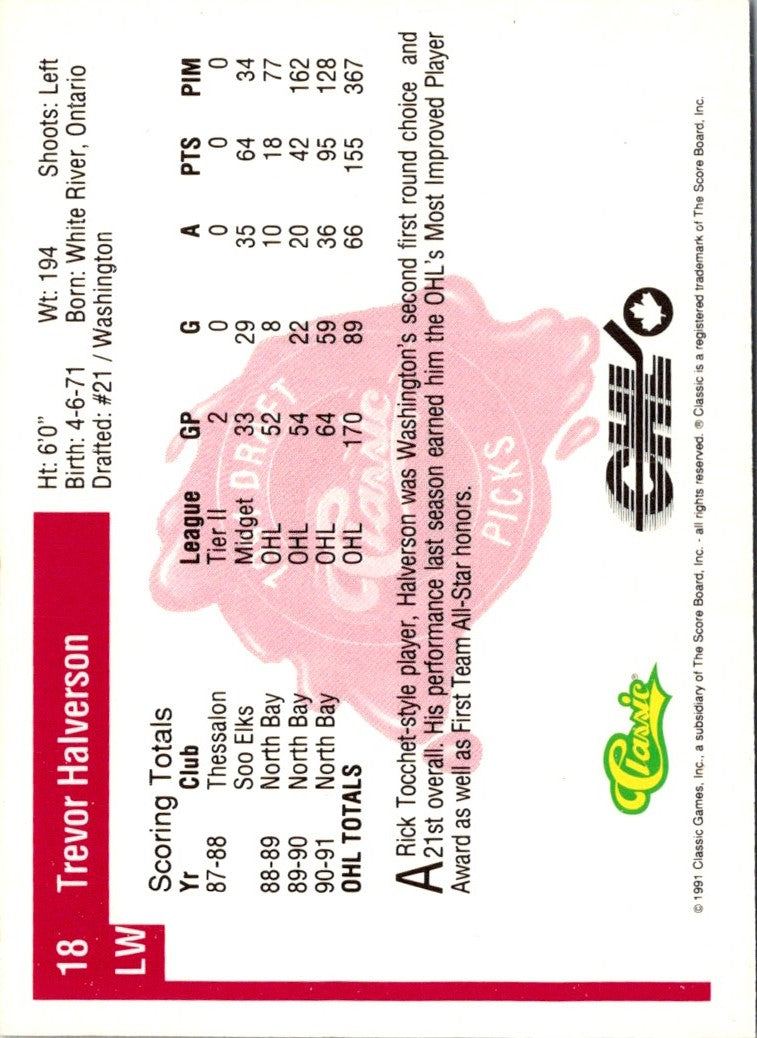 18 Trevor Halverson
LW
Ht: 6'0" Wt: 194 Shoots: Left
Birth: 4-6-71 Born: White River, Ontario
Drafted: #21 / Washington
Scoring Totals
Yr Club League GP G A PTS PIM
87-88 Thessalon Tier II 2 0 0 0 0
Soo Elks Midget 33 29 35 64 34
88-89 North Bay OHL 52 8 10 18 77
89-90 North Bay OHL 54 22 20 42 162
90-91 North Bay OHL 64 59 36 95 128
OHL TOTALS OHL 170 89 66 155 367
A Rick Tocchet-style player, Halverson was Washington's second first round choice and
21st overall. His performance last season earned him the OHL's Most Improved Player
Award as well as First Team All-Star honors.
DRAFT
Classic
PICKS
Classic®
CHL
© 1991 Classic Games, Inc., a subsidiary of The Score Board, Inc. - all rights reserved. ® Classic is a registered trademark of The Score Board, Inc.